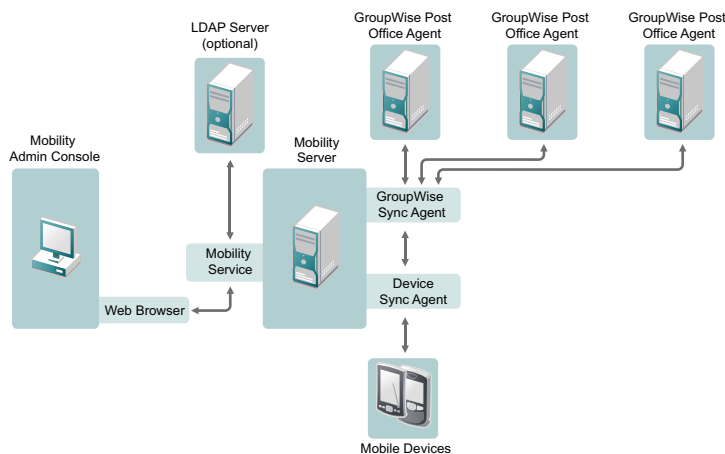 LDAP Server
(optional)
GroupWise Post
Office Agent
GroupWise Post
Office Agent
GroupWise Post
Office Agent
Mobility
Admin Console
Mobility
Server
GroupWise
Sync Agent
Mobility
Service
Device
Sync Agent
Web Browser
Mobile Devices